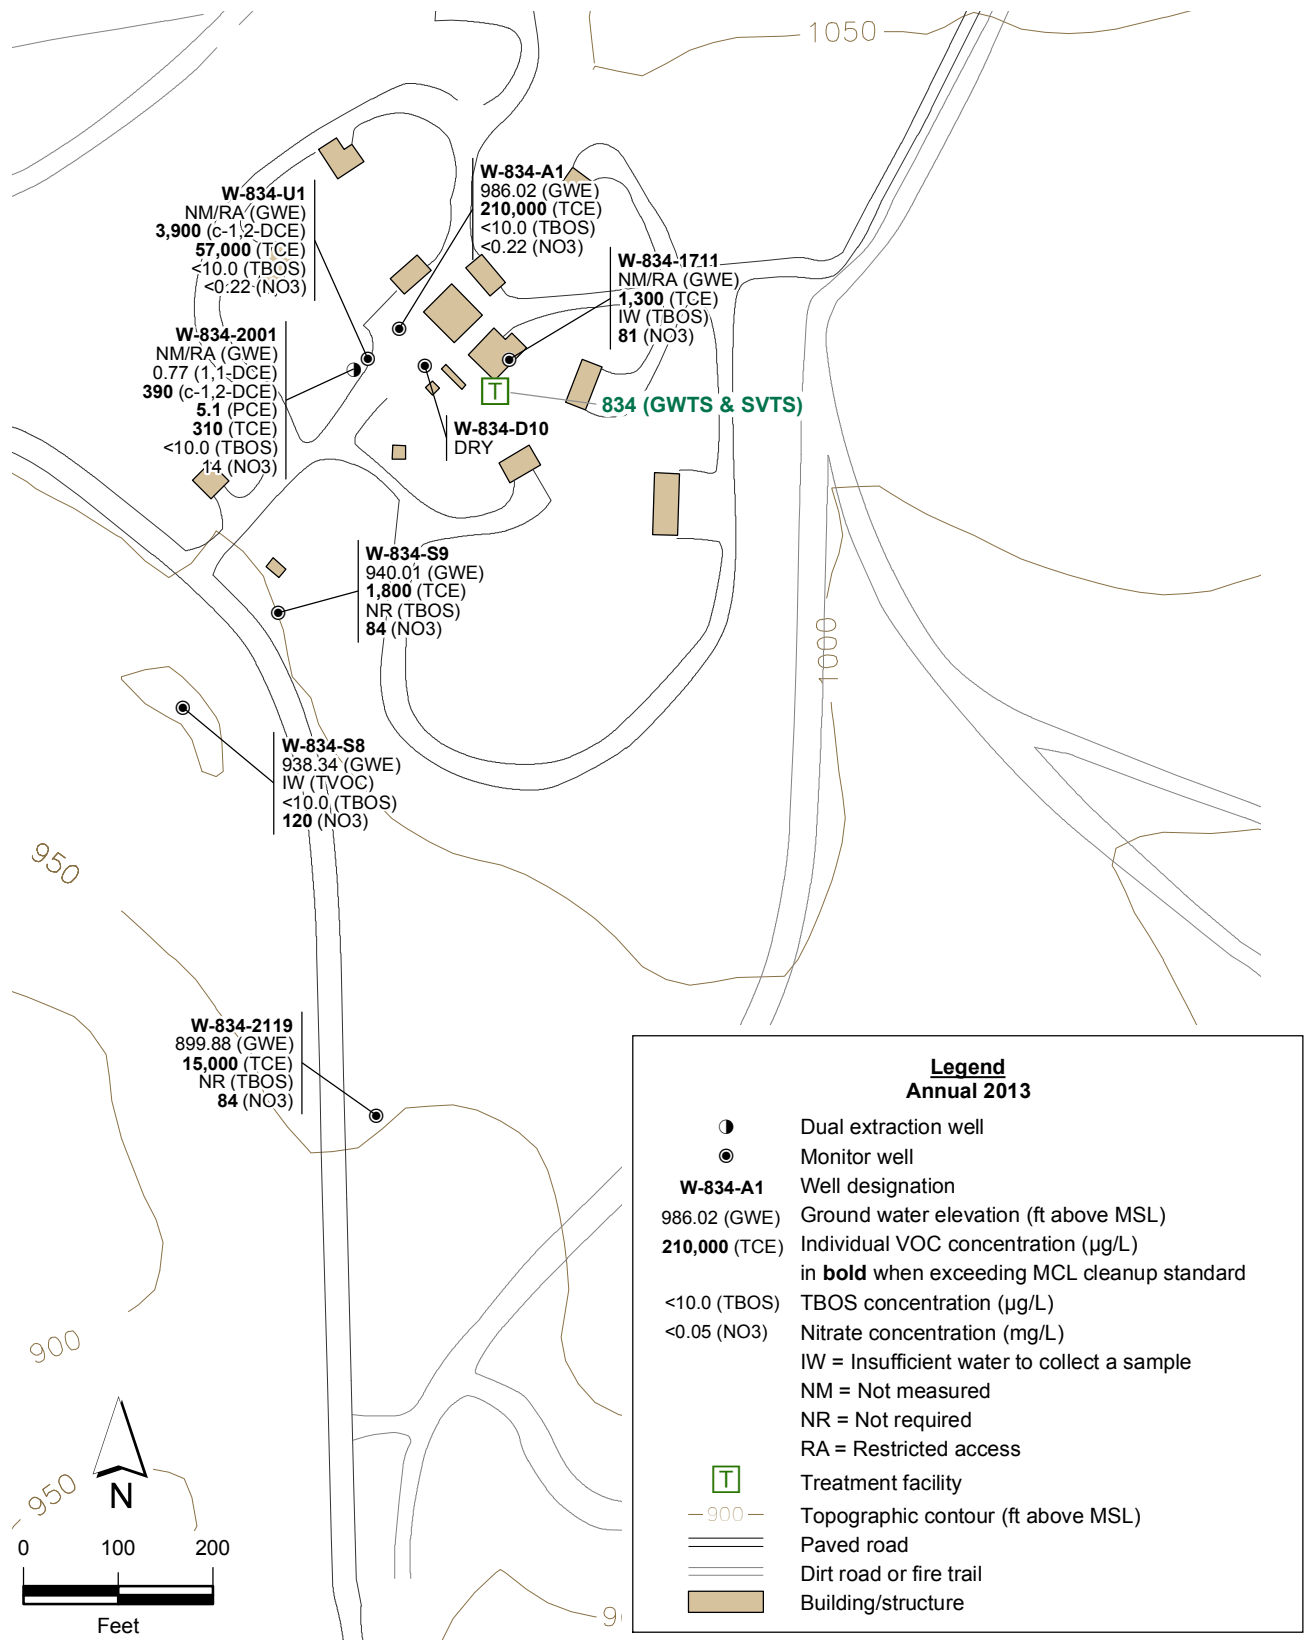 1050
W-834-A1
986.02 (GWE)
210,000 (TCE)
<10.0 (TBOS)
<0.22 (NO3)
W-834-U1
NM/RA (GWE)
3,900 (c-1,2-DCE)
57,000 (TCE)
<10.0 (TBOS)
<0.22 (NO3)
W-834-1711
NM/RA (GWE)
1,300 (TCE)
IW (TBOS)
81 (NO3)
W-834-2001
NM/RA (GWE)
0.77 (1,1-DCE)
390 (c-1,2-DCE)
5.1 (PCE)
310 (TCE)
<10.0 (TBOS)
14 (NO3)
T
834 (GWTS & SVTS)
W-834-D10
DRY
W-834-S9
940.01 (GWE)
1,800 (TCE)
NR (TBOS)
84 (NO3)
1000
W-834-S8
938.34 (GWE)
IW (TVOC)
<10.0 (TBOS)
120 (NO3)
950
W-834-2119
899.88 (GWE)
15,000 (TCE)
NR (TBOS)
84 (NO3)
900
950
N
0 100 200
Feet
Legend
Annual 2013
Dual extraction well
Monitor well
W-834-A1 Well designation
986.02 (GWE) Ground water elevation (ft above MSL)
210,000 (TCE) Individual VOC concentration (µg/L)
in bold when exceeding MCL cleanup standard
<10.0 (TBOS) TBOS concentration (µg/L)
<0.05 (NO3) Nitrate concentration (mg/L)
IW = Insufficient water to collect a sample
NM = Not measured
NR = Not required
RA = Restricted access
T Treatment facility
900 Topographic contour (ft above MSL)
Paved road
Dirt road or fire trail
Building/structure